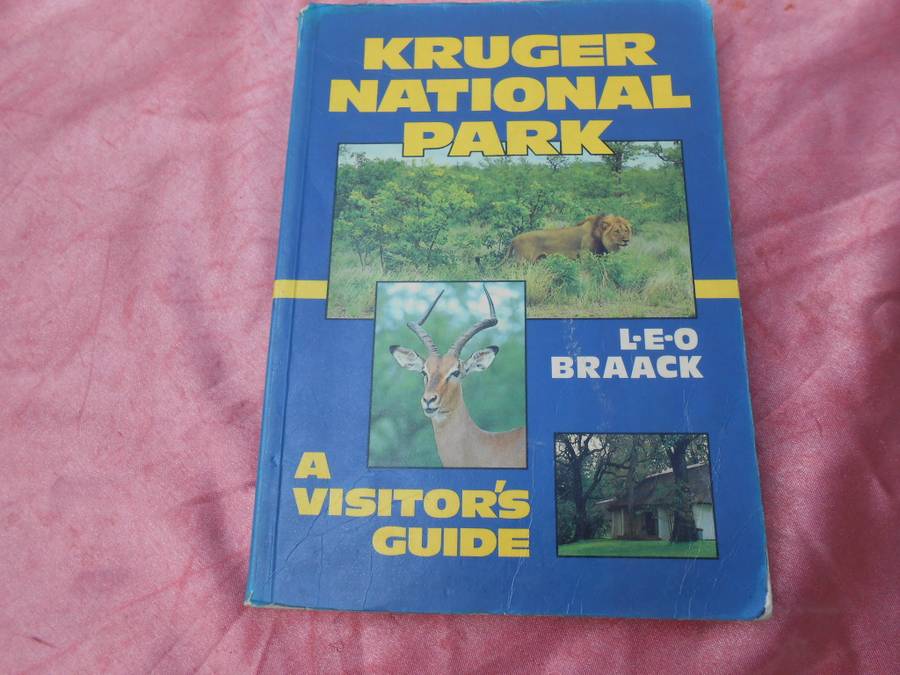 KRUGER
NATIONAL
PARK
L·E·O
BRAACK
A
VISITOR'S
GUIDE